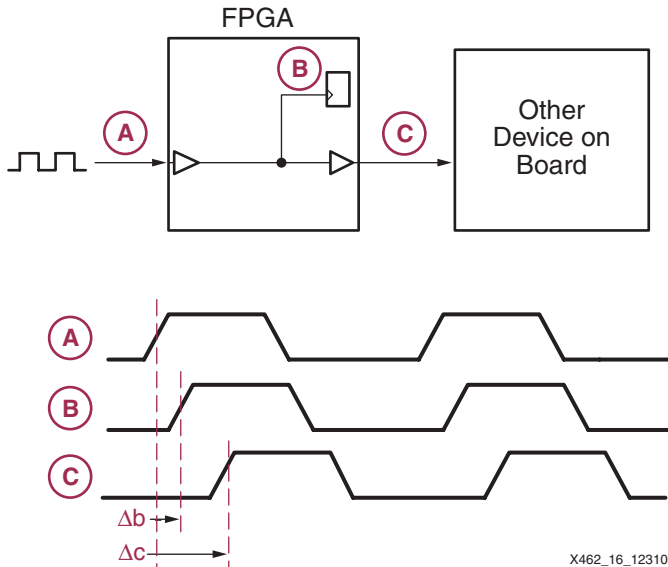 FPGA
B
A
C
Other
Device on
Board
A
B
C
Δb
Δc
X462_16_12310